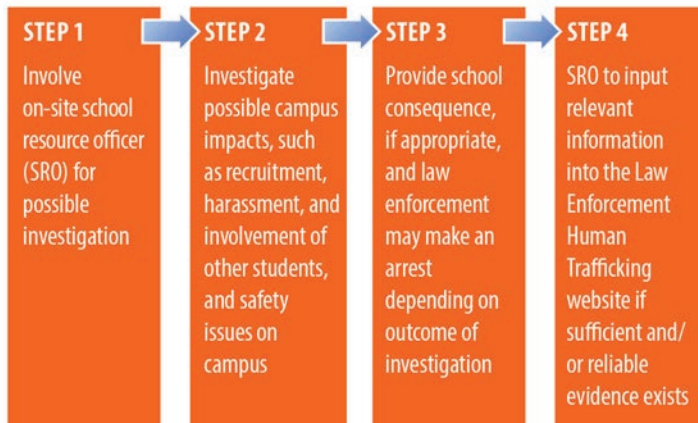 STEP 1
Involve
on-site school
resource officer
(SRO) for
possible
investigation
STEP 2
Investigate
possible campus
impacts, such
as recruitment,
harassment, and
involvement of
other students,
and safety
issues on
campus
STEP 3
Provide school
consequence,
if appropriate,
and law
enforcement
may make an
arrest
depending on
outcome of
investigation
STEP 4
SRO to input
relevant
information
into the Law
Enforcement
Human
Trafficking
website if
sufficient and/
or reliable
evidence exists